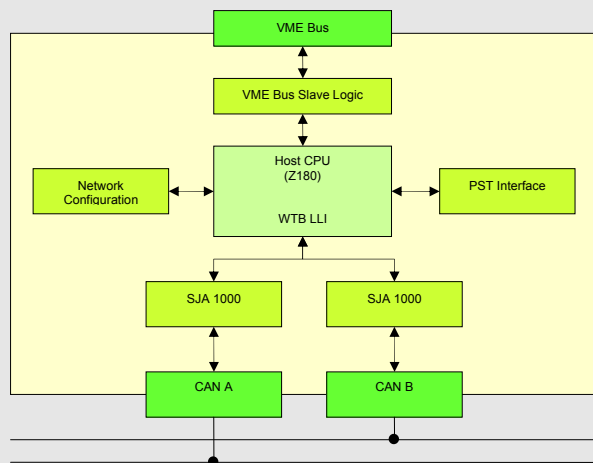 VME Bus
VME Bus Slave Logic
Host CPU
(Z180)
WTB LLI
Network
Configuration
PST Interface
SJA 1000
SJA 1000
CAN A
CAN B